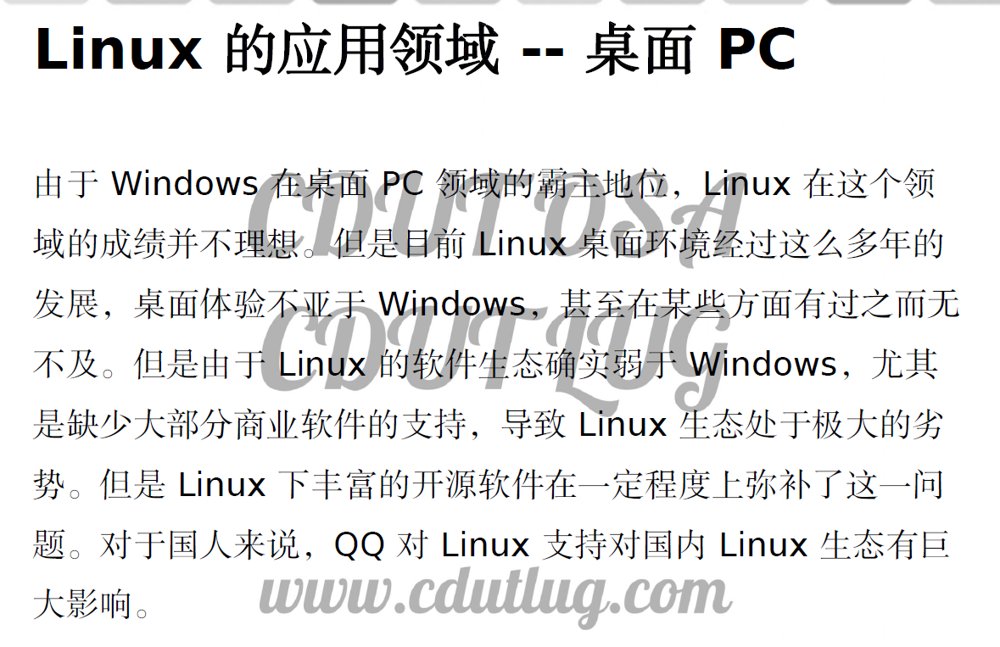 Linux 的应用领域 -- 桌面 PC
由于 Windows 在桌面 PC 领域的霸主地位，Linux 在这个领
域的成绩并不理想。但是目前 Linux 桌面环境经过这么多年的
发展，桌面体验不亚于 Windows，甚至在某些方面有过之而无
不及。但是由于 Linux 的软件生态确实弱于 Windows，尤其
是缺少大部分商业软件的支持，导致 Linux 生态处于极大的劣
势。但是 Linux 下丰富的开源软件在一定程度上弥补了这一问
题。对于国人来说，QQ 对 Linux 支持对国内 Linux 生态有巨
大影响。
CDUT OSA
CDUT LUG
www.cdutlug.com